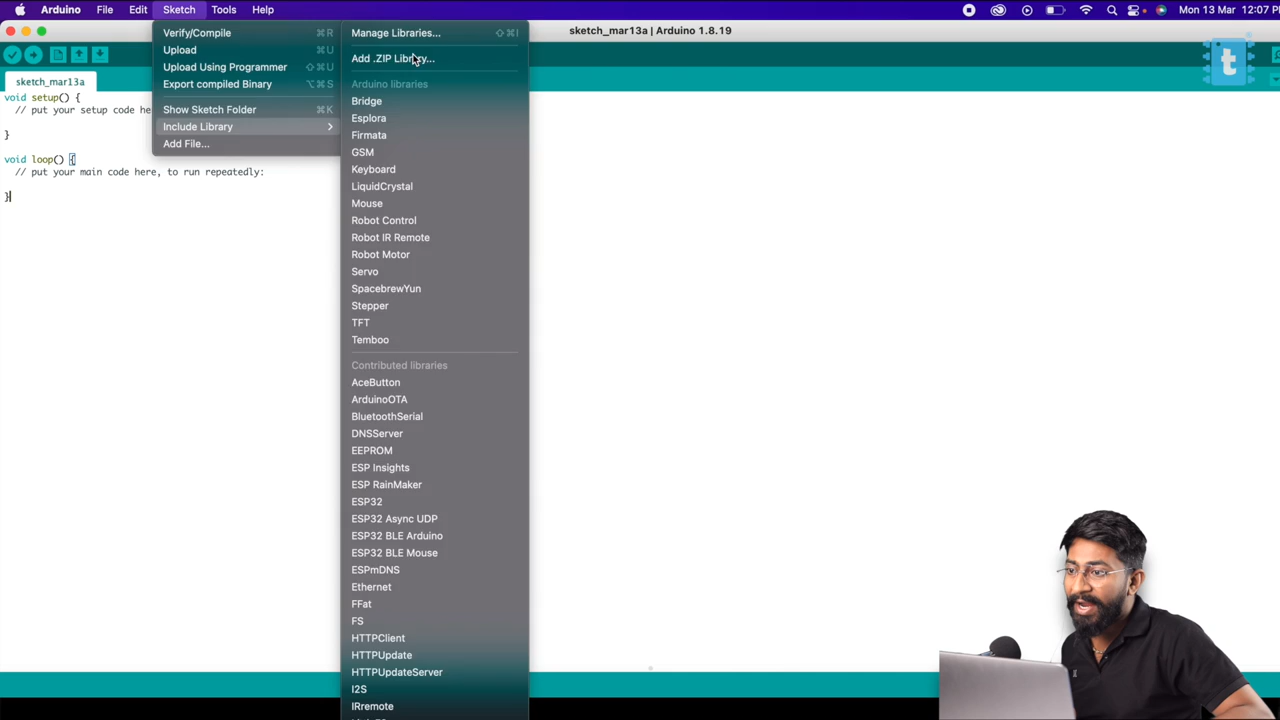 Arduino File Edit Sketch Tools Help
Mon 13 Mar 12:07 P
sketch_mar13a | Arduino 1.8.19
sketch_mar13a
void setup() {
// put your setup code he
}
void loop() {
// put your main code here, to run repeatedly:
}
Verify/Compile ⌘R
Upload ⌘U
Upload Using Programmer ⇧⌘U
Export compiled Binary ⌥⌘S
Show Sketch Folder ⌘K
Include Library
Add File...
Manage Libraries... ⇧⌘I
Add .ZIP Library...
Arduino libraries
Bridge
Esplora
Firmata
GSM
Keyboard
LiquidCrystal
Mouse
Robot Control
Robot IR Remote
Robot Motor
Servo
SpacebrewYun
Stepper
TFT
Temboo
Contributed libraries
AceButton
ArduinoOTA
BluetoothSerial
DNSServer
EEPROM
ESP Insights
ESP RainMaker
ESP32
ESP32 Async UDP
ESP32 BLE Arduino
ESP32 BLE Mouse
ESPmDNS
Ethernet
FFat
FS
HTTPClient
HTTPUpdate
HTTPUpdateServer
I2S
IRremote
t